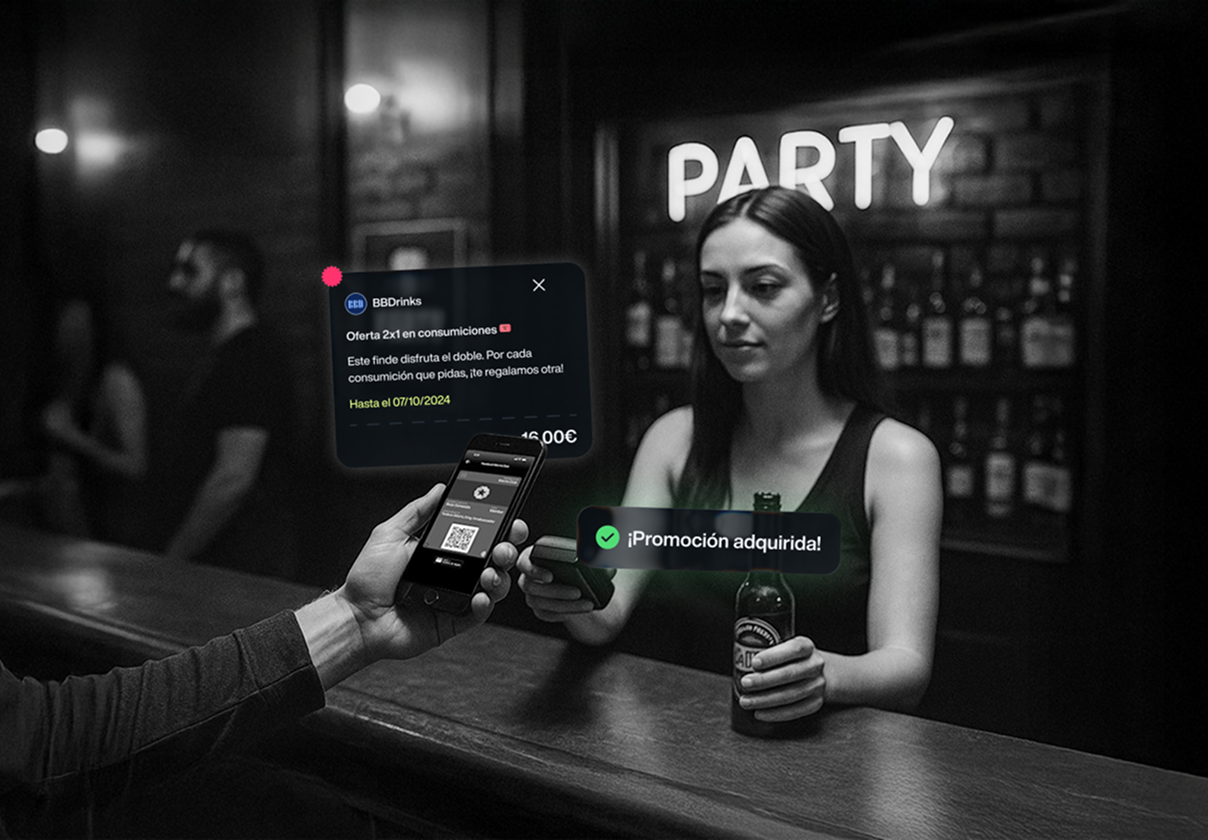 PARTY
BBD
BBDrinks
Oferta 2x1 en consumiciones
Este finde disfruta el doble. Por cada
consumición que pidas, ¡te regalamos otra!
Hasta el 07/10/2024
16,00€
¡Promoción adquirida!